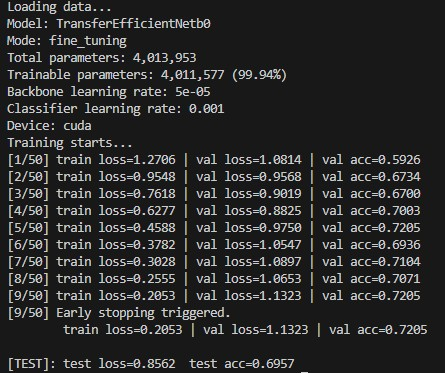 Loading data...
Model: TransferEfficientNetb0
Mode: fine_tuning
Total parameters: 4,013,953
Trainable parameters: 4,011,577 (99.94%)
Backbone learning rate: 5e-05
Classifier learning rate: 0.001
Device: cuda
Training starts...
[1/50] train loss=1.2706 | val loss=1.0814 | val acc=0.5926
[2/50] train loss=0.9548 | val loss=0.9568 | val acc=0.6734
[3/50] train loss=0.7618 | val loss=0.9019 | val acc=0.6700
[4/50] train loss=0.6277 | val loss=0.8825 | val acc=0.7003
[5/50] train loss=0.4588 | val loss=0.9750 | val acc=0.7205
[6/50] train loss=0.3782 | val loss=1.0547 | val acc=0.6936
[7/50] train loss=0.3028 | val loss=1.0897 | val acc=0.7104
[8/50] train loss=0.2555 | val loss=1.0653 | val acc=0.7071
[9/50] train loss=0.2053 | val loss=1.1323 | val acc=0.7205
[9/50] Early stopping triggered.
train loss=0.2053 | val loss=1.1323 | val acc=0.7205
[TEST]: test loss=0.8562  test acc=0.6957